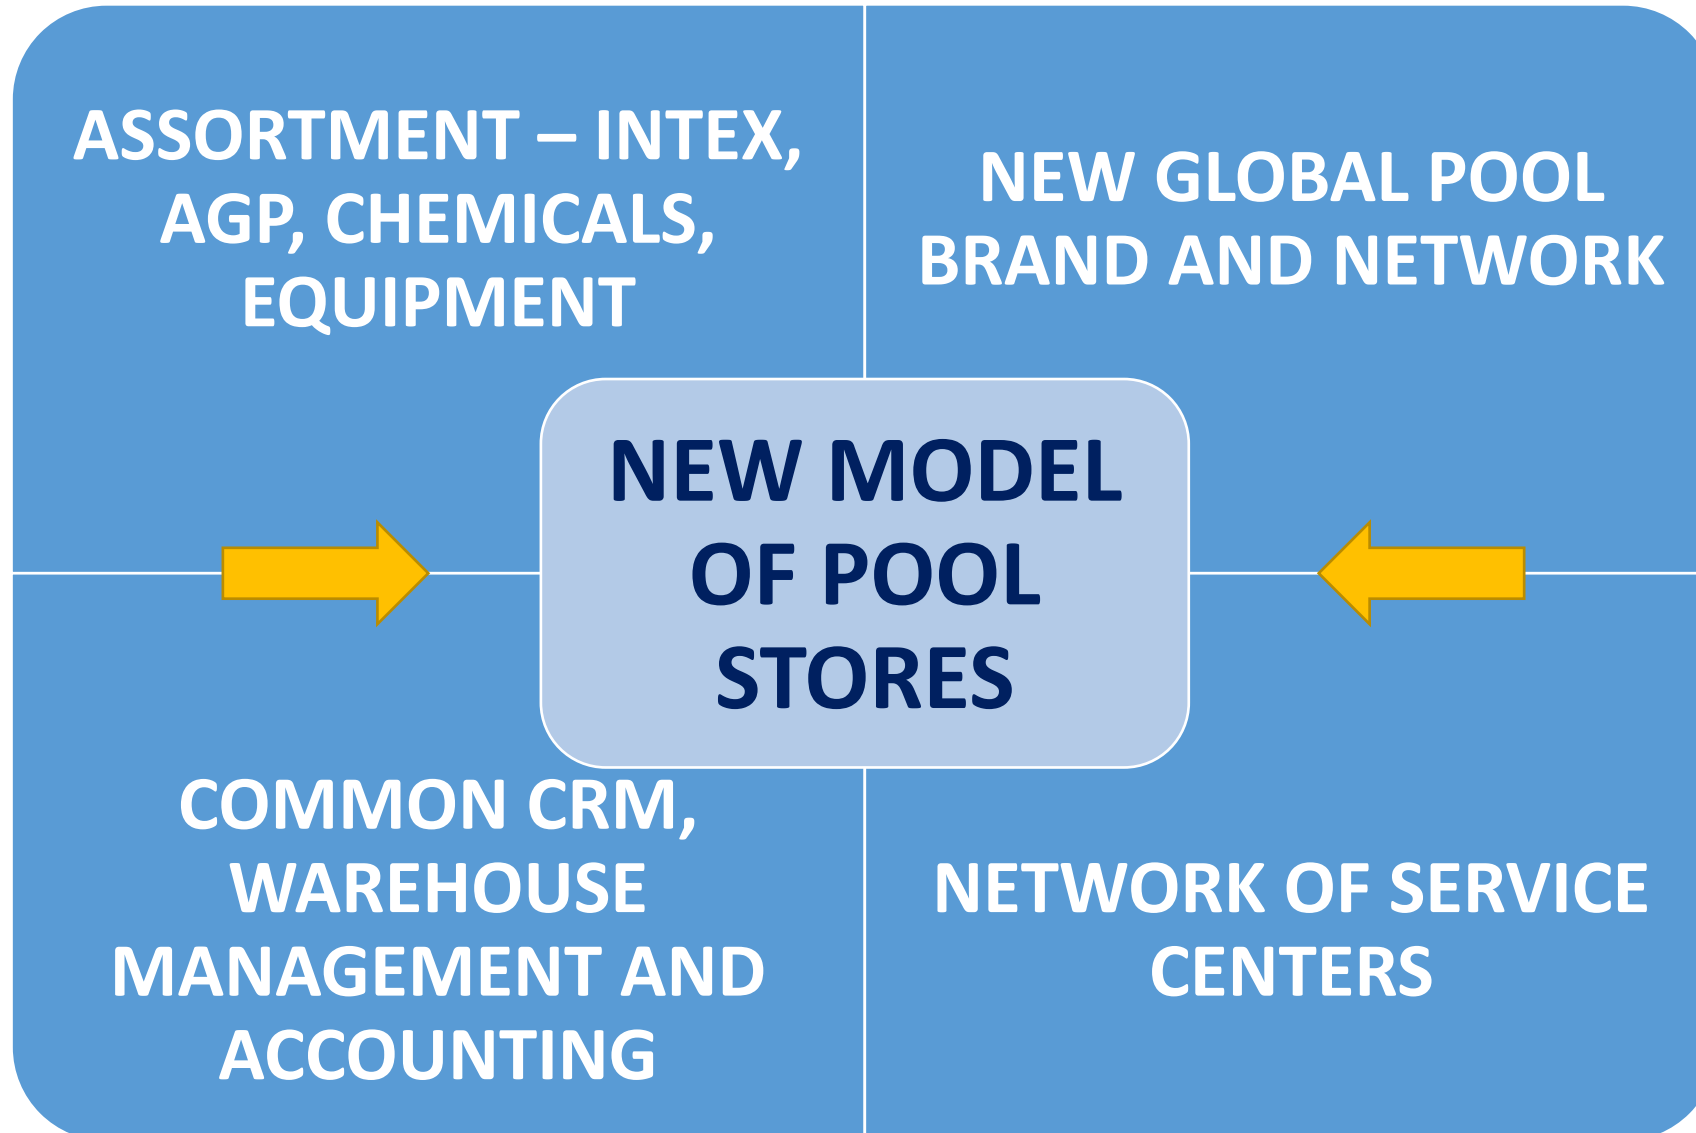 ASSORTMENT – INTEX,
AGP, CHEMICALS,
EQUIPMENT
NEW GLOBAL POOL
BRAND AND NETWORK
NEW MODEL
OF POOL
STORES
COMMON CRM,
WAREHOUSE
MANAGEMENT AND
ACCOUNTING
NETWORK OF SERVICE
CENTERS